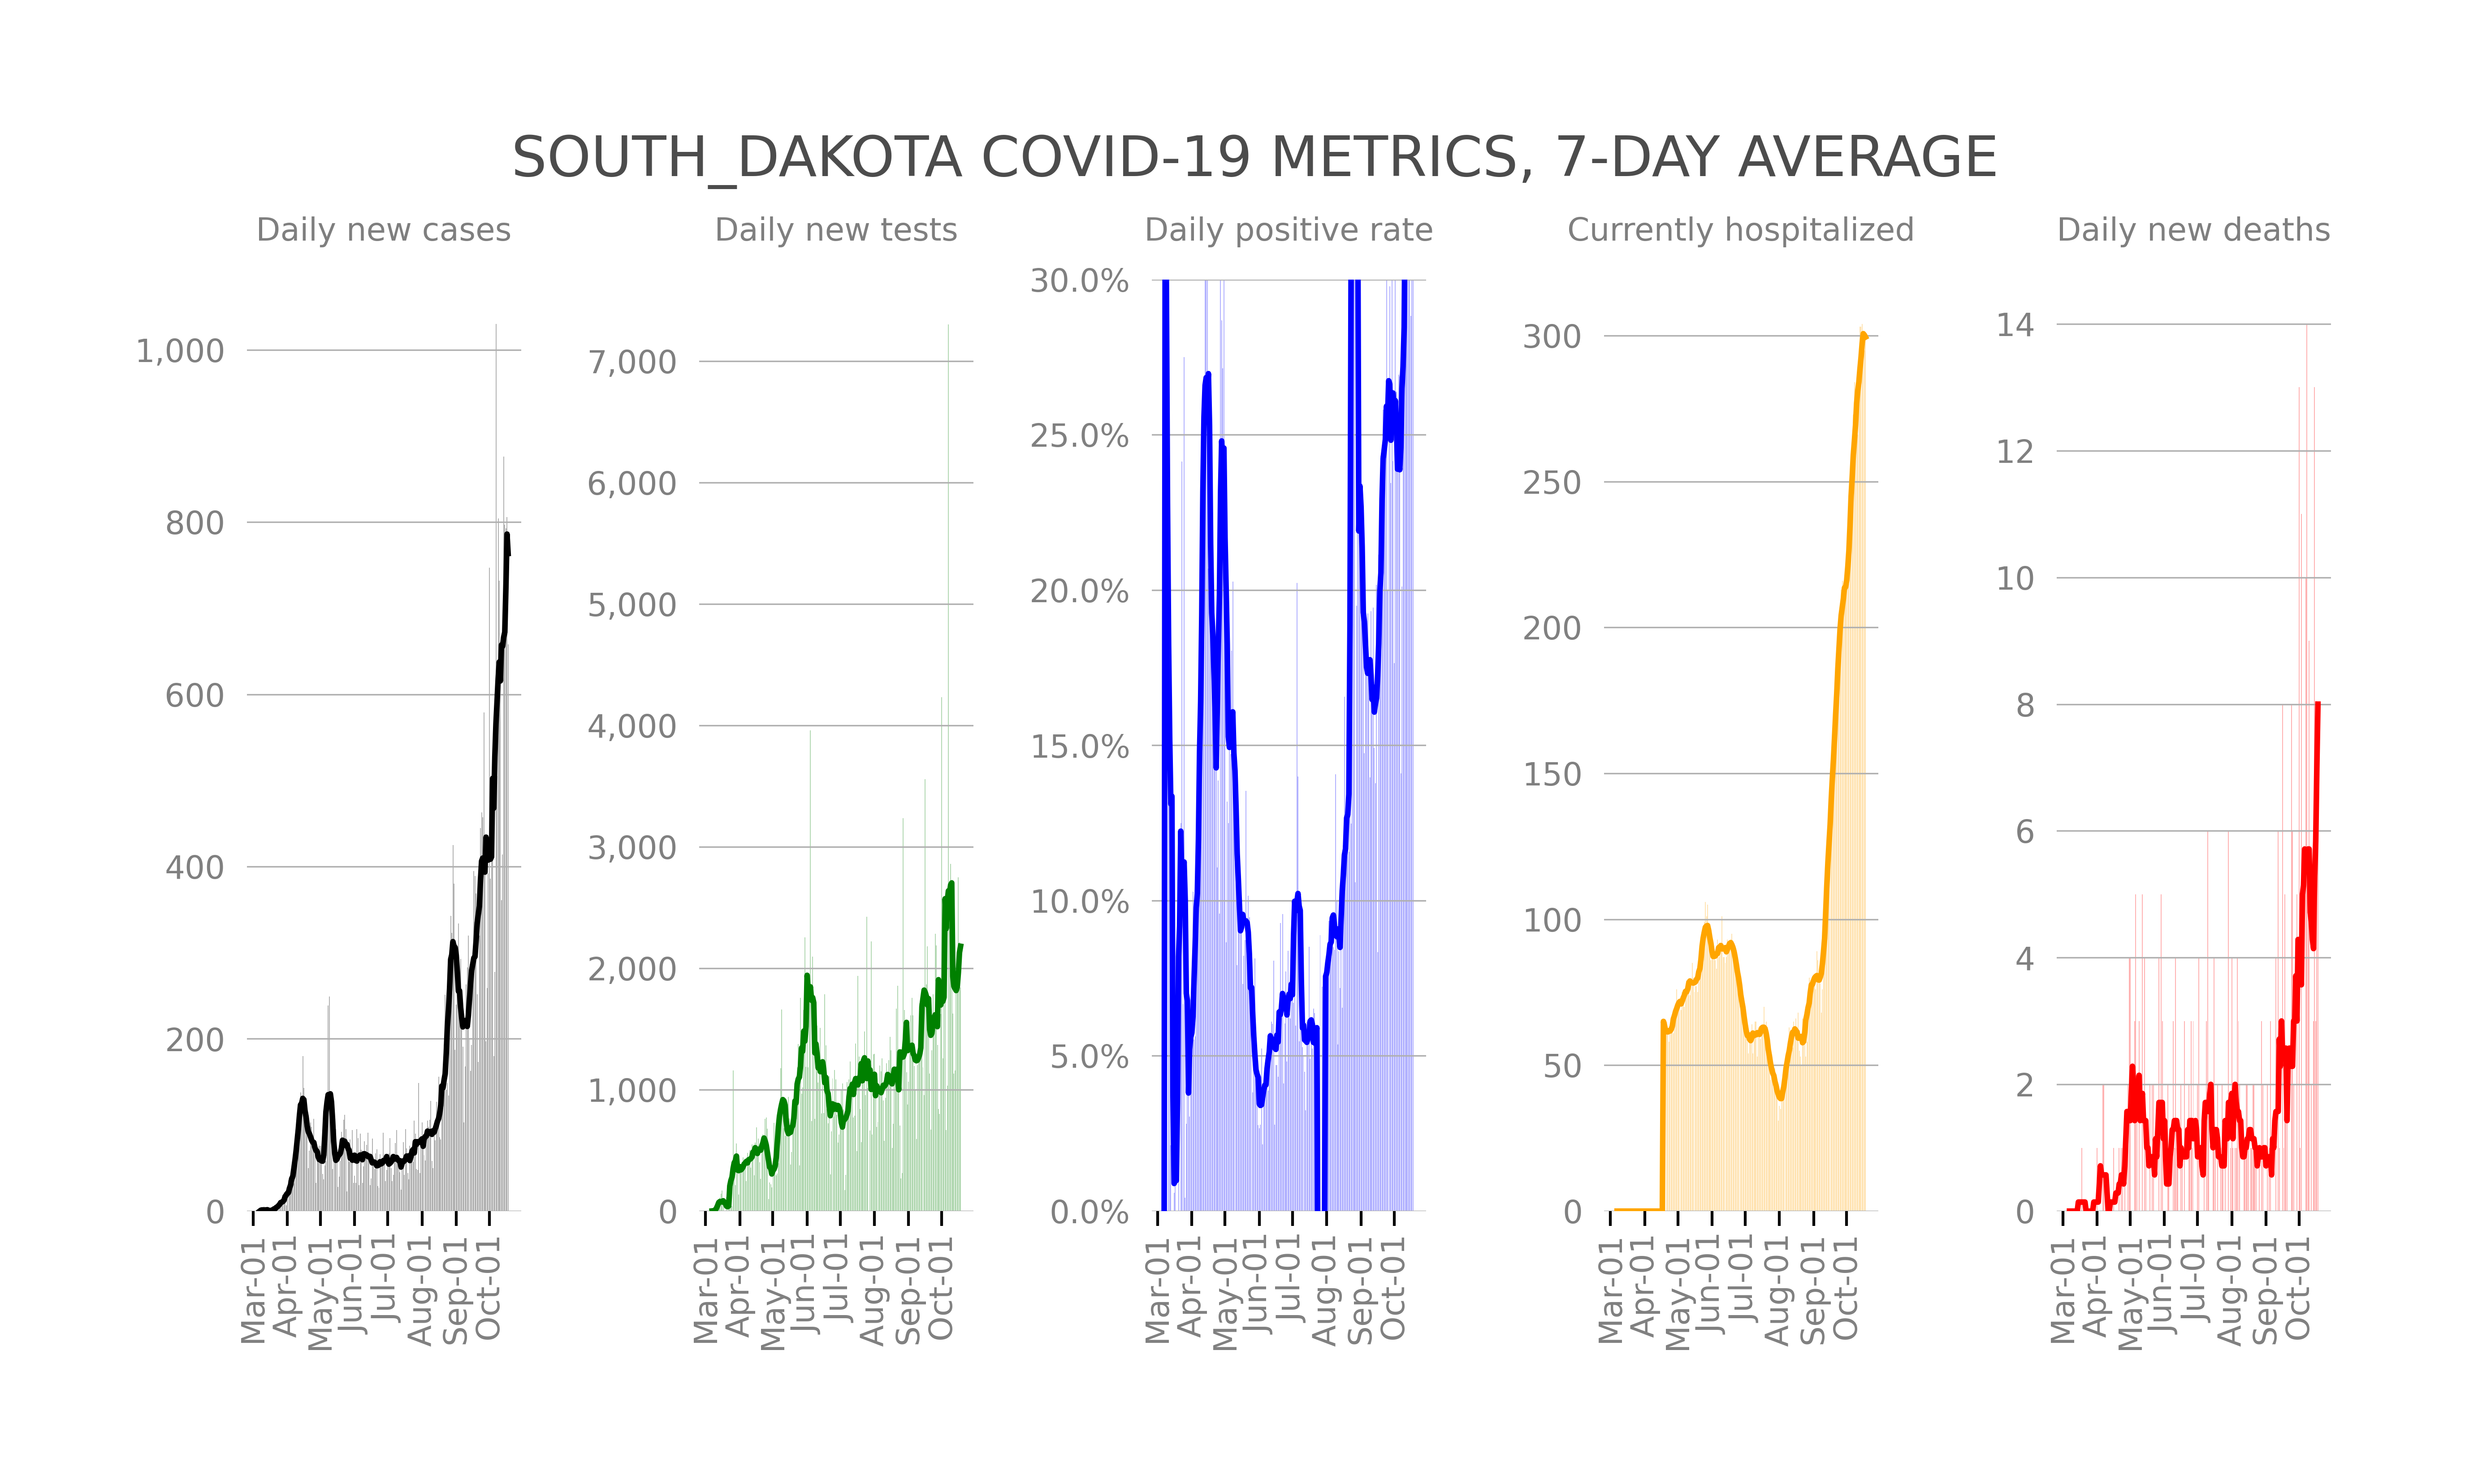 SOUTH_DAKOTA COVID-19 METRICS, 7-DAY AVERAGE
Daily new cases
1,000
800
600
400
200
0
Mar-01
Apr-01
May-01
Jun-01
Jul-01
Aug-01
Sep-01
Oct-01
Daily new tests
7,000
6,000
5,000
4,000
3,000
2,000
1,000
0
Mar-01
Apr-01
May-01
Jun-01
Jul-01
Aug-01
Sep-01
Oct-01
Daily positive rate
30.0%
25.0%
20.0%
15.0%
10.0%
5.0%
0.0%
Mar-01
Apr-01
May-01
Jun-01
Jul-01
Aug-01
Sep-01
Oct-01
Currently hospitalized
300
250
200
150
100
50
0
Mar-01
Apr-01
May-01
Jun-01
Jul-01
Aug-01
Sep-01
Oct-01
Daily new deaths
14
12
10
8
6
4
2
0
Mar-01
Apr-01
May-01
Jun-01
Jul-01
Aug-01
Sep-01
Oct-01